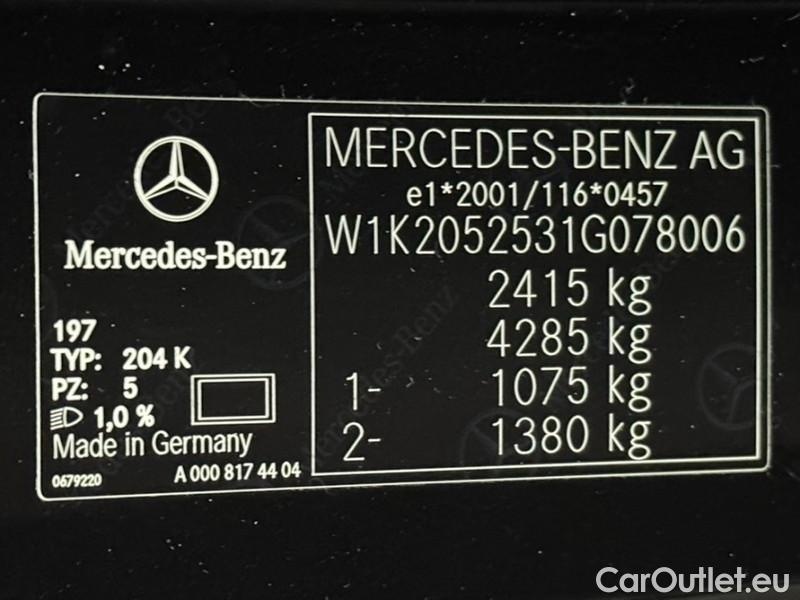 Mercedes-Benz
197
TYP: 204 K
PZ: 5
1,0 %
Made in Germany
0679220
A 000 817 44 04
MERCEDES-BENZ AG
e1*2001/116*0457
W1K2052531G078006
2415 kg
4285 kg
1- 1075 kg
2- 1380 kg
CarOutlet.eu